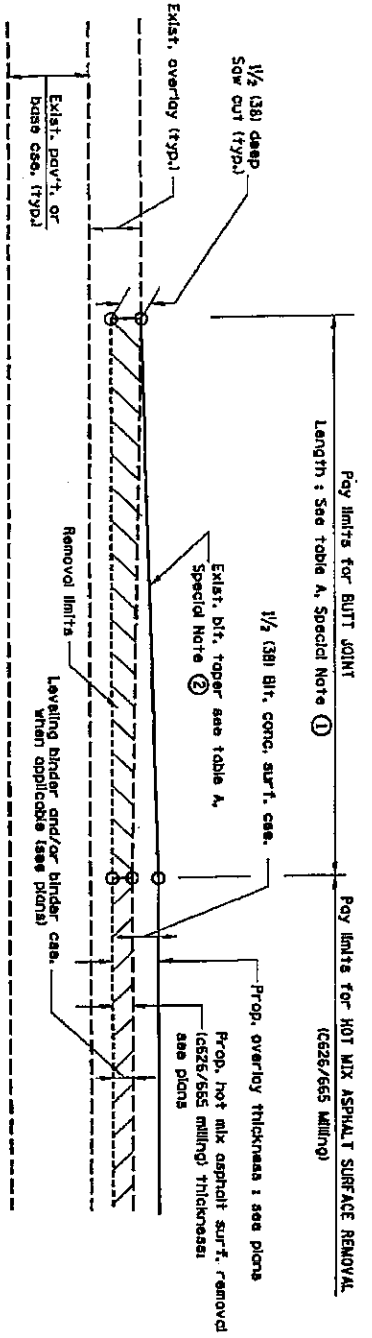 Pay limits for BUTT JOINT
Length : See table A, Special Note ①
Pay limits for HOT MIX ASPHALT SURFACE REMOVAL
(C626/665 Milling)
1½ (38) deep
Saw cut (typ.)
Exist. overlay (typ.)
Exist. pav't. or
base cse. (typ.)
Exist. bit. taper see table A,
Special Note ②
1½ (38) Bit. conc. surf. cse.
Removal limits
Leveling binder and/or binder cse.
when applicable (see plans)
Prop. overlay thickness : see plans
Prop. hot mix asphalt surf. removal
(C626/665 milling) thickness:
see plans